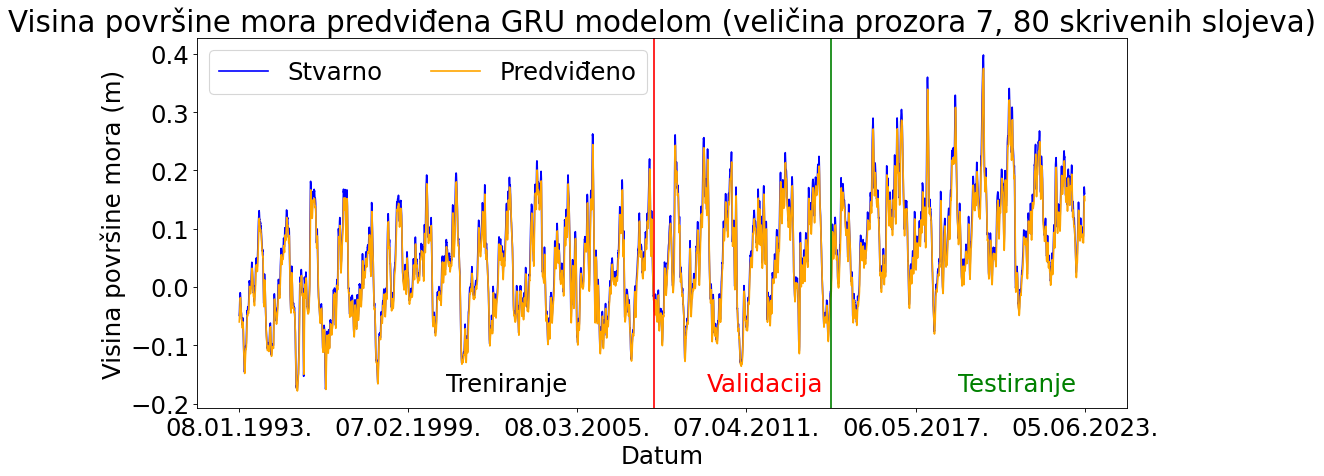 Visina površine mora predviđena GRU modelom (veličina prozora 7, 80 skrivenih slojeva)
Stvarno Predviđeno
Visina površine mora (m)
0.4
0.3
0.2
0.1
0.0
−0.1
−0.2
Treniranje Validacija Testiranje
08.01.1993. 07.02.1999. 08.03.2005. 07.04.2011. 06.05.2017. 05.06.2023.
Datum